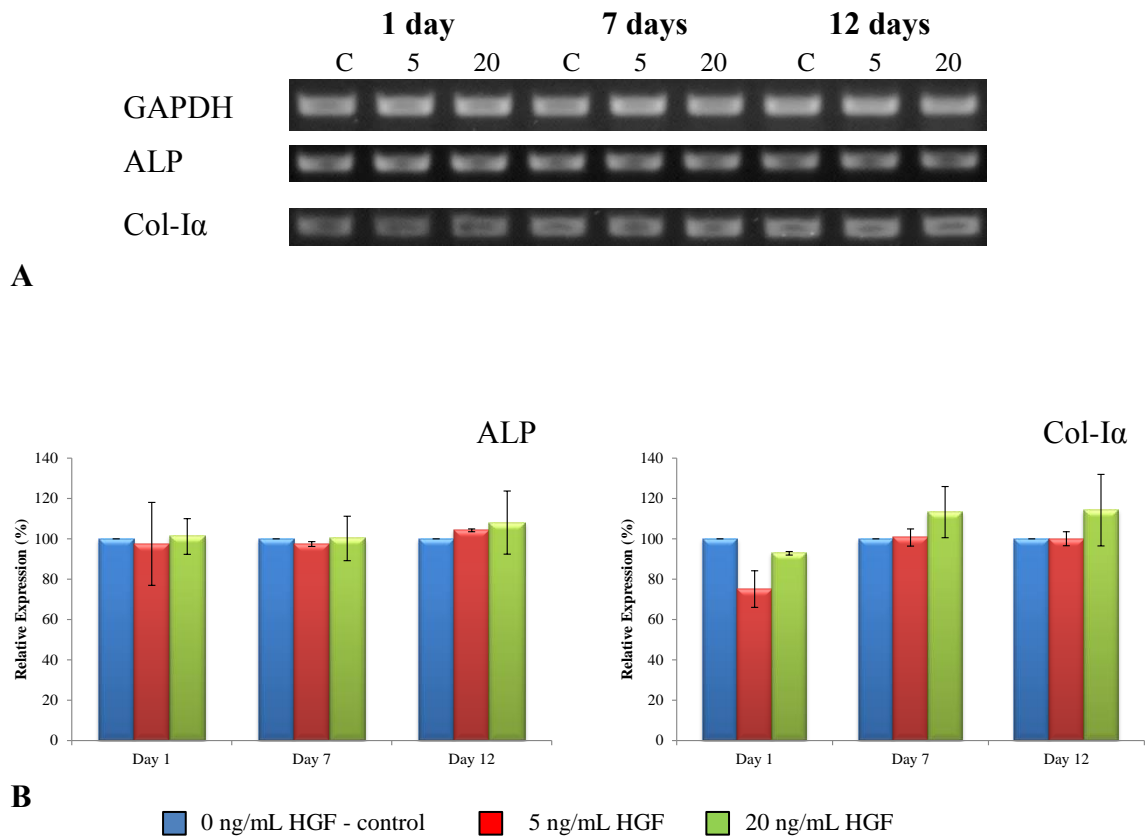 1 day 7 days 12 days
C 5 20 C 5 20 C 5 20
GAPDH
ALP
Col-Iα
A
ALP
140
120
100
80
60
40
20
0
Relative Expression (%)
Day 1 Day 7 Day 12
Col-Iα
140
120
100
80
60
40
20
0
Relative Expression (%)
Day 1 Day 7 Day 12
B
0 ng/mL HGF - control 5 ng/mL HGF 20 ng/mL HGF